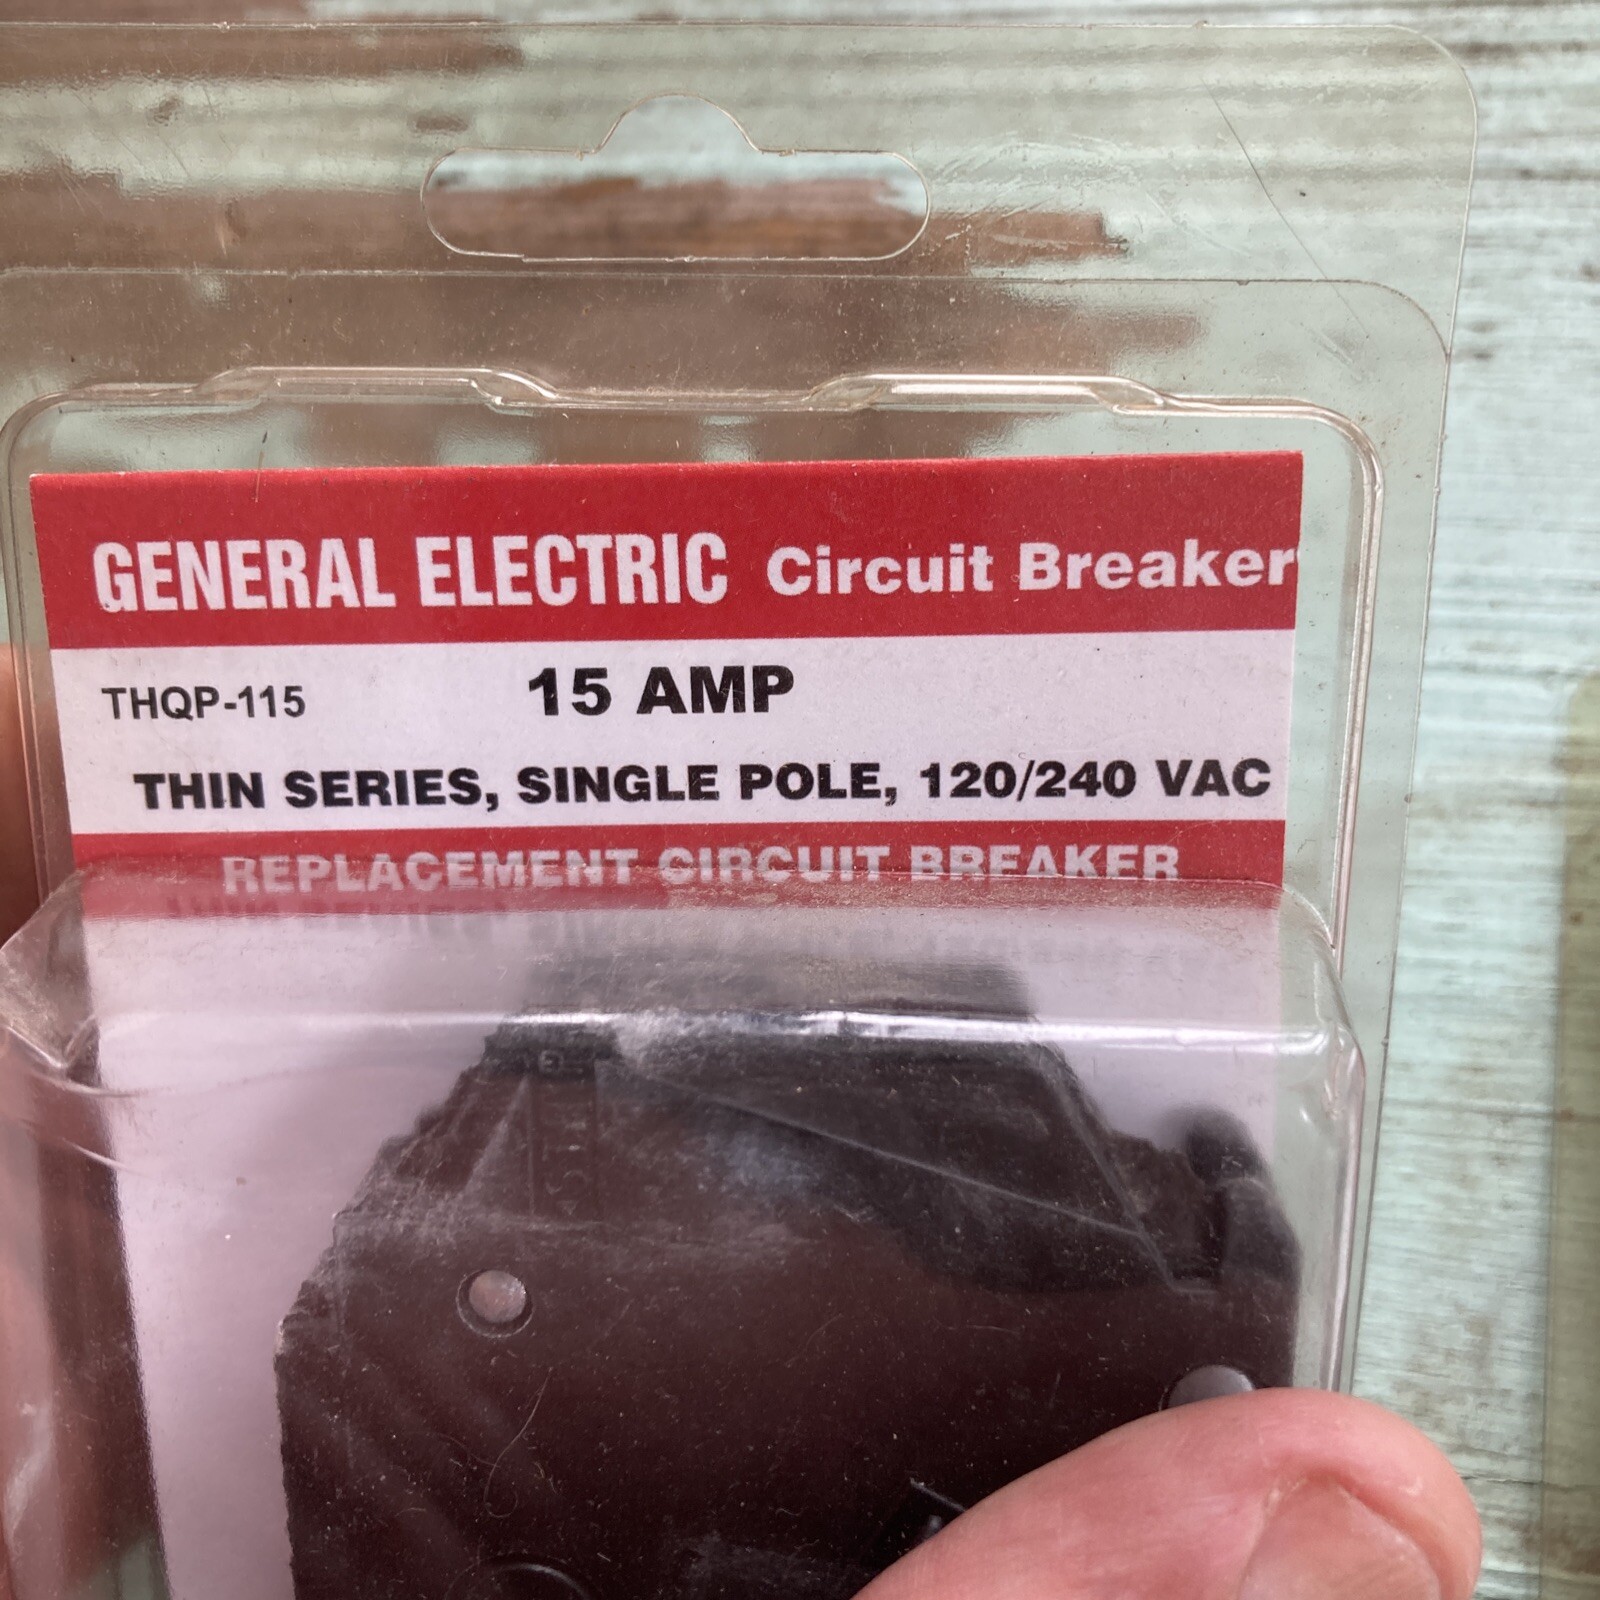 GENERAL ELECTRIC Circuit Breaker
THQP-115 15 AMP
THIN SERIES, SINGLE POLE, 120/240 VAC
REPLACEMENT CIRCUIT BREAKER